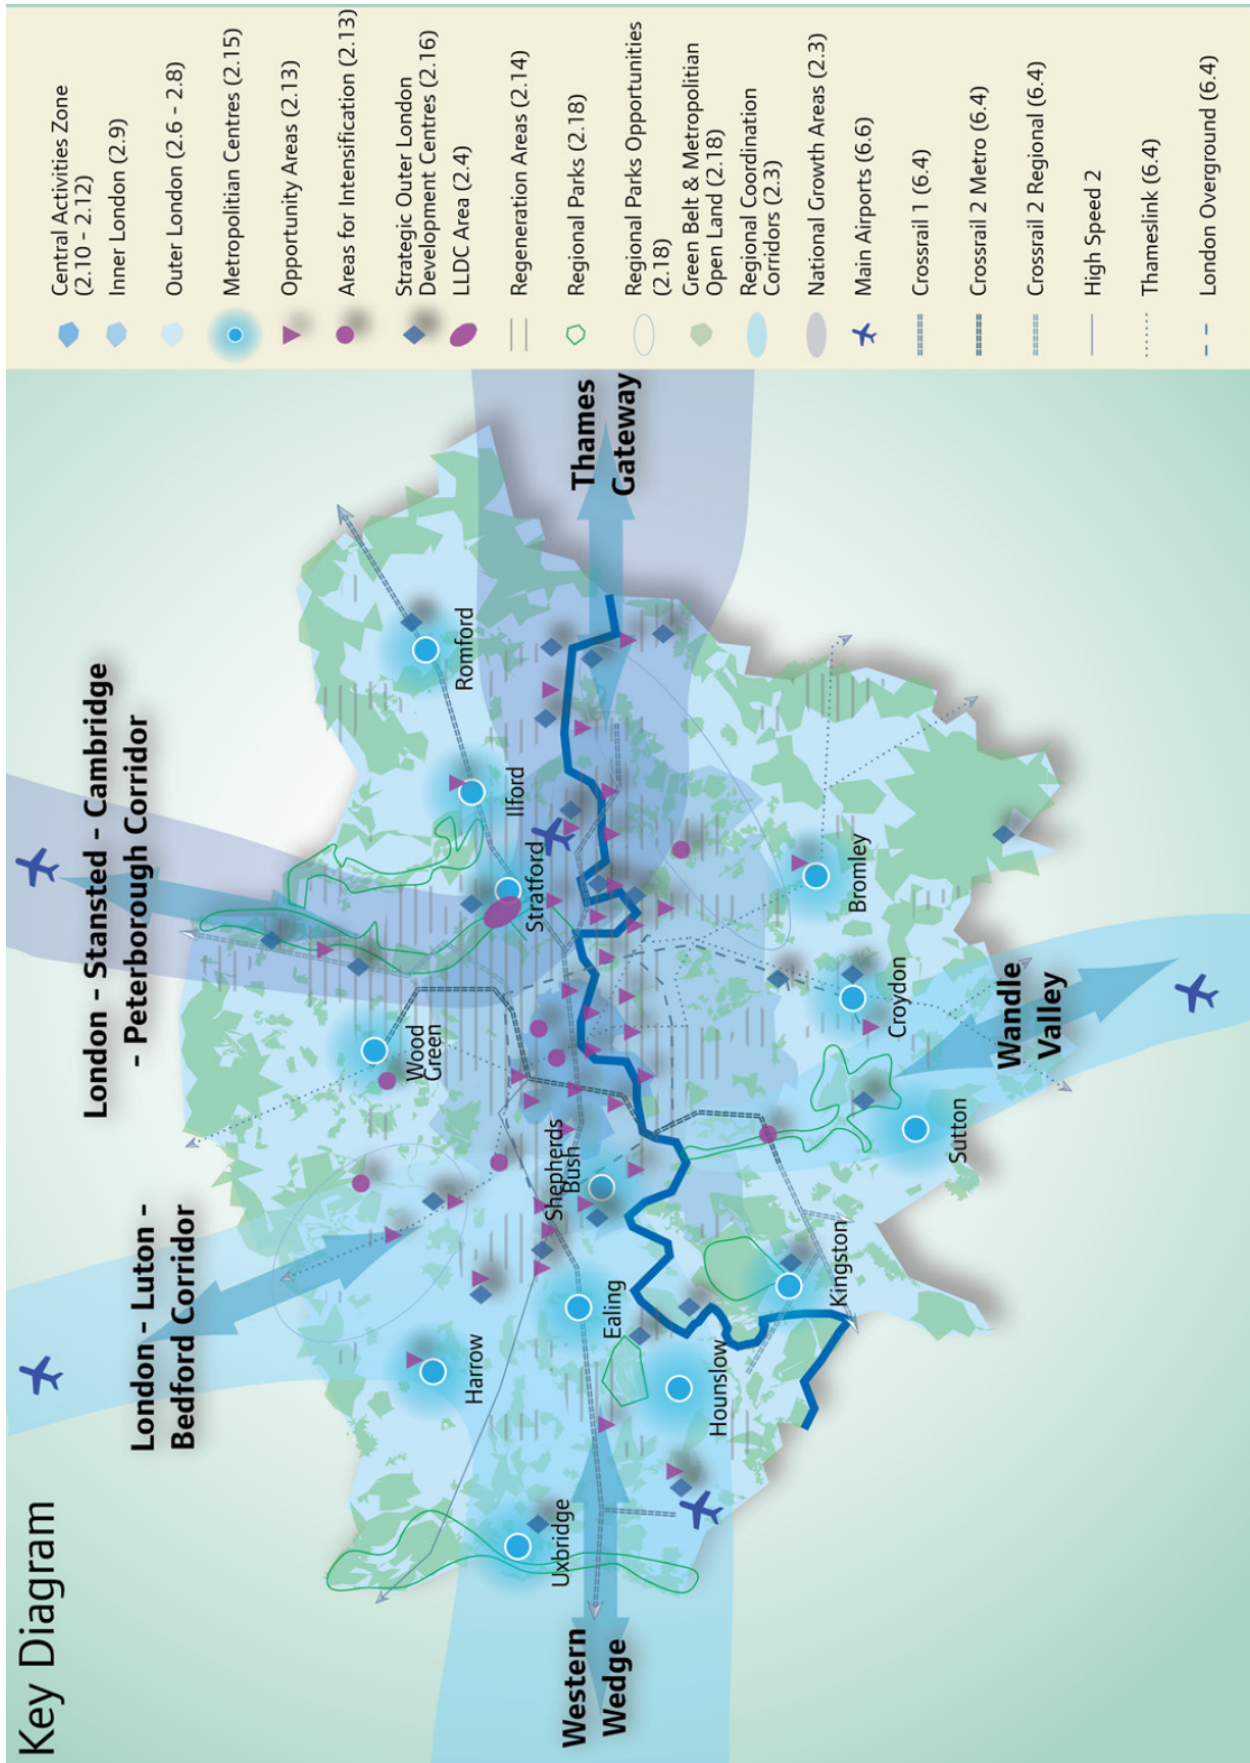 Key Diagram
London - Stansted - Cambridge
- Peterborough Corridor
London - Luton -
Bedford Corridor
Western
Wedge
Thames
Gateway
Wandle
Valley
Romford
Ilford
Stratford
Wood
Green
Harrow
Uxbridge
Shepherds
Bush
Ealing
Hounslow
Kingston
Sutton
Croydon
Bromley
Central Activities Zone
(2.10 - 2.12)
Inner London (2.9)
Outer London (2.6 - 2.8)
Metropolitian Centres (2.15)
Opportunity Areas (2.13)
Areas for Intensification (2.13)
Strategic Outer London
Development Centres (2.16)
LLDC Area (2.4)
Regeneration Areas (2.14)
Regional Parks (2.18)
Regional Parks Opportunities
(2.18)
Green Belt & Metropolitian
Open Land (2.18)
Regional Coordination
Corridors (2.3)
National Growth Areas (2.3)
Main Airports (6.6)
Crossrail 1 (6.4)
Crossrail 2 Metro (6.4)
Crossrail 2 Regional (6.4)
High Speed 2
Thameslink (6.4)
London Overground (6.4)